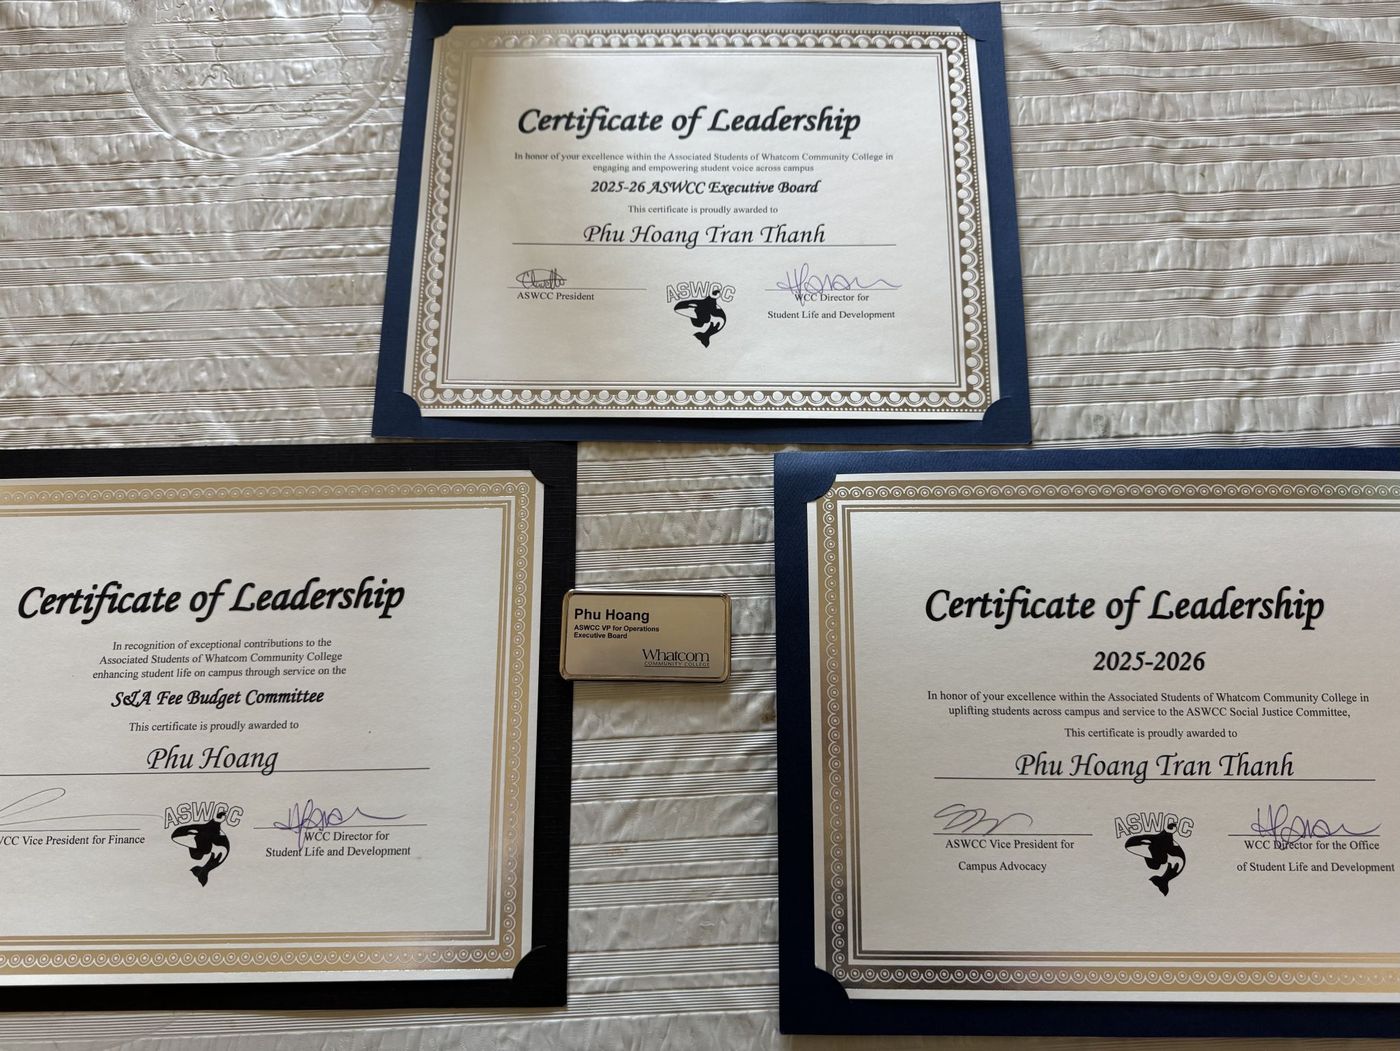 Certificate of Leadership
In honor of your excellence within the Associated Students of Whatcom Community College in
engaging and empowering student voice across campus
2025-26 ASWCC Executive Board
This certificate is proudly awarded to
Phu Hoang Tran Thanh
ASWCC President
ASWCC
WCC Director for
Student Life and Development
Certificate of Leadership
In recognition of exceptional contributions to the
Associated Students of Whatcom Community College
enhancing student life on campus through service on the
S&A Fee Budget Committee
This certificate is proudly awarded to
Phu Hoang
Vice President for Finance
ASWCC
WCC Director for
Student Life and Development
Phu Hoang
ASWCC VP for Operations
Executive Board
Whatcom
COMMUNITY COLLEGE
Certificate of Leadership
2025-2026
In honor of your excellence within the Associated Students of Whatcom Community College in
uplifting students across campus and service to the ASWCC Social Justice Committee,
This certificate is proudly awarded to
Phu Hoang Tran Thanh
ASWCC Vice President for
Campus Advocacy
ASWCC
WCC Director for the Office
of Student Life and Development